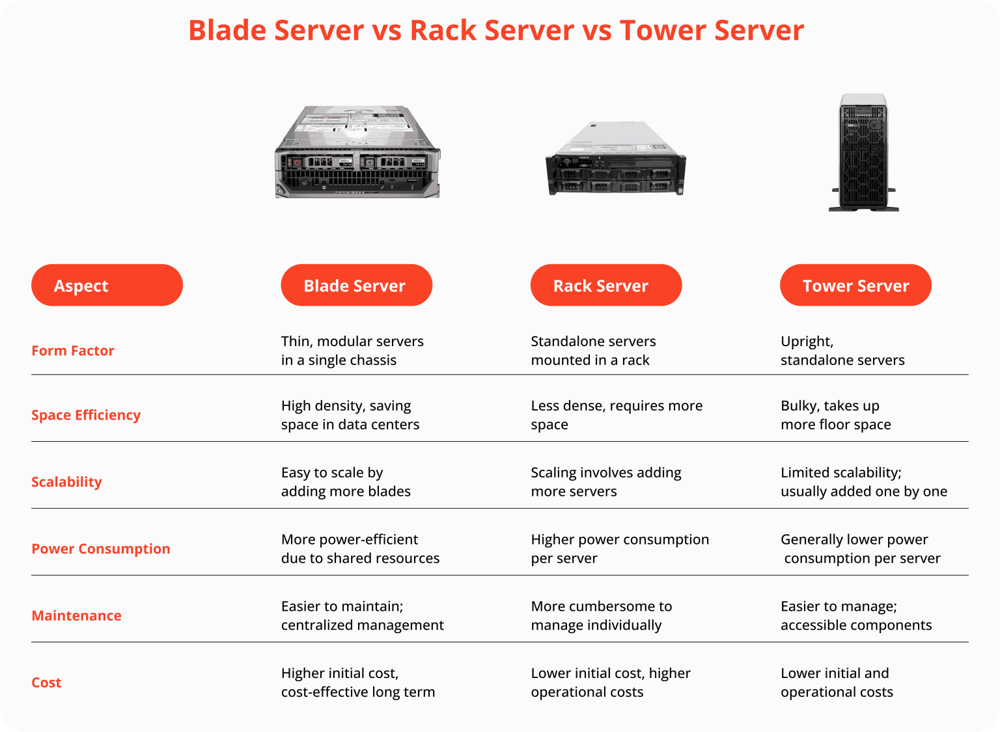 Blade Server vs Rack Server vs Tower Server
DELL
Aspect
Blade Server
Rack Server
Tower Server
Form Factor
Thin, modular servers
in a single chassis
Standalone servers
mounted in a rack
Upright,
standalone servers
Space Efficiency
High density, saving
space in data centers
Less dense, requires more
space
Bulky, takes up
more floor space
Scalability
Easy to scale by
adding more blades
Scaling involves adding
more servers
Limited scalability;
usually added one by one
Power Consumption
More power-efficient
due to shared resources
Higher power consumption
per server
Generally lower power
consumption per server
Maintenance
Easier to maintain;
centralized management
More cumbersome to
manage individually
Easier to manage;
accessible components
Cost
Higher initial cost,
cost-effective long term
Lower initial cost, higher
operational costs
Lower initial and
operational costs